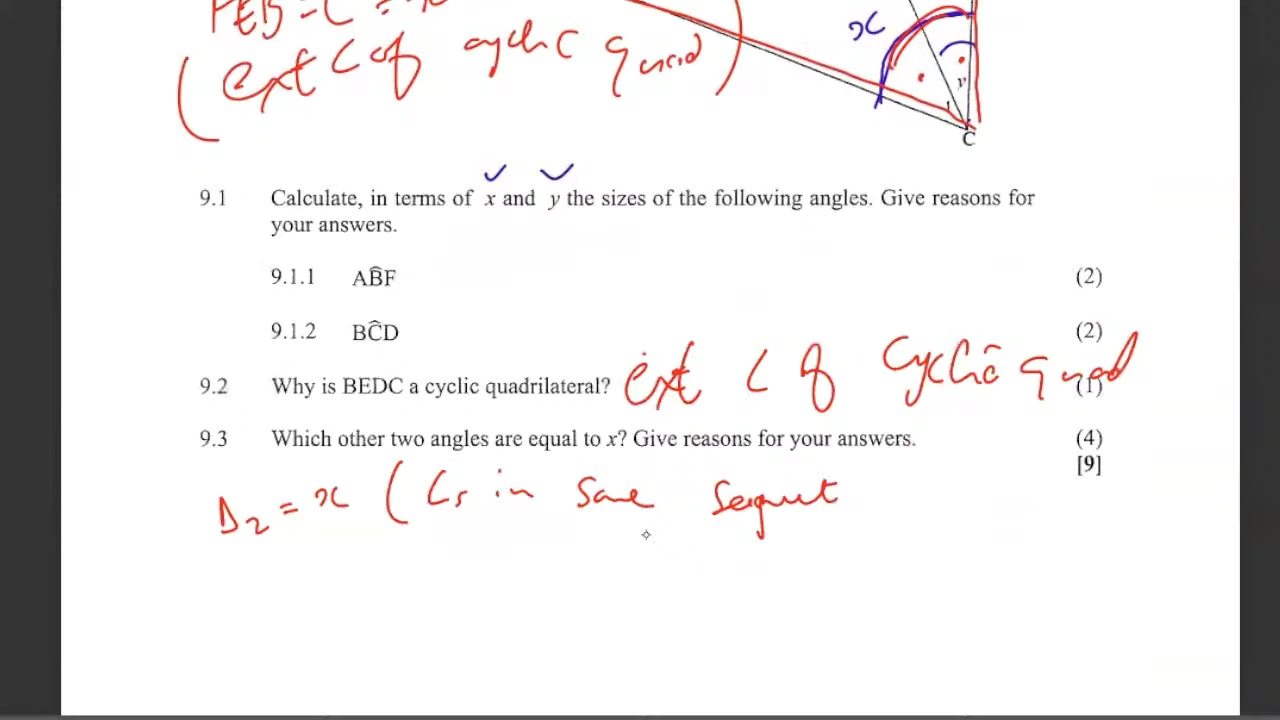 FEB = C = x
(ext < of cyclic quad)
x
y
1
C
9.1 Calculate, in terms of x and y the sizes of the following angles. Give reasons for
your answers.
9.1.1 AB̂F (2)
9.1.2 BĈD (2)
9.2 Why is BEDC a cyclic quadrilateral? ext < of cyclic quad (1)
9.3 Which other two angles are equal to x? Give reasons for your answers. (4)
[9]
D2 = x (<s in same segment